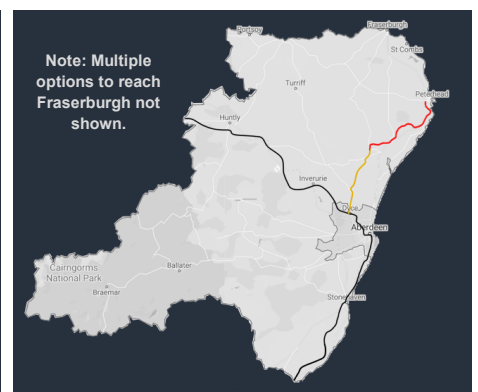 Note: Multiple
options to reach
Fraserburgh not
shown.
Portsoy
Fraserburgh
St Combs
Turriff
Peterhead
Huntly
Inverurie
Dyce
Aberdeen
Cairngorms
National Park
Ballater
Braemar
Stonehaven